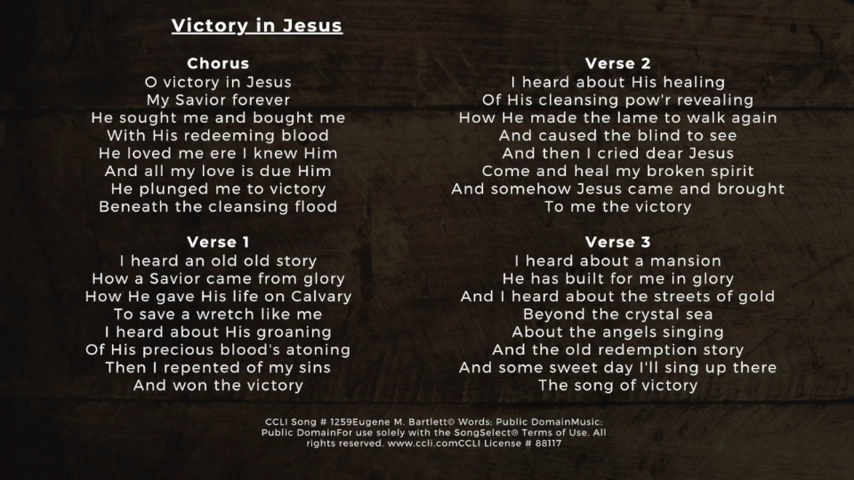 Victory in Jesus
Chorus
O victory in Jesus
My Savior forever
He sought me and bought me
With His redeeming blood
He loved me ere I knew Him
And all my love is due Him
He plunged me to victory
Beneath the cleansing flood
Verse 1
I heard an old old story
How a Savior came from glory
How He gave His life on Calvary
To save a wretch like me
I heard about His groaning
Of His precious blood's atoning
Then I repented of my sins
And won the victory
Verse 2
I heard about His healing
Of His cleansing pow'r revealing
How He made the lame to walk again
And caused the blind to see
And then I cried dear Jesus
Come and heal my broken spirit
And somehow Jesus came and brought
To me the victory
Verse 3
I heard about a mansion
He has built for me in glory
And I heard about the streets of gold
Beyond the crystal sea
About the angels singing
And the old redemption story
And some sweet day I'll sing up there
The song of victory
CCLI Song # 1259Eugene M. Bartlett© Words: Public DomainMusic:
Public DomainFor use solely with the SongSelect® Terms of Use. All
rights reserved. www.ccli.comCCLI License # 88117